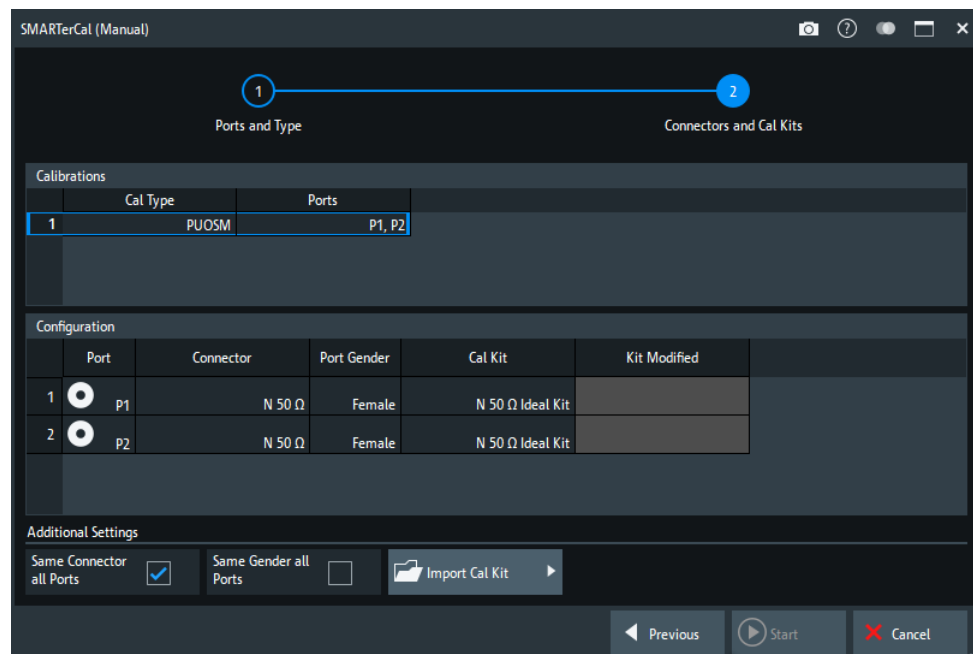 SMARTerCal (Manual)
1
2
Ports and Type
Connectors and Cal Kits
Calibrations
Cal Type Ports
1 PUOSM P1, P2
Configuration
Port Connector Port Gender Cal Kit Kit Modified
1 P1 N 50 Ω Female N 50 Ω Ideal Kit
2 P2 N 50 Ω Female N 50 Ω Ideal Kit
Additional Settings
Same Connector
all Ports
Same Gender all
Ports
Import Cal Kit
Previous Start Cancel